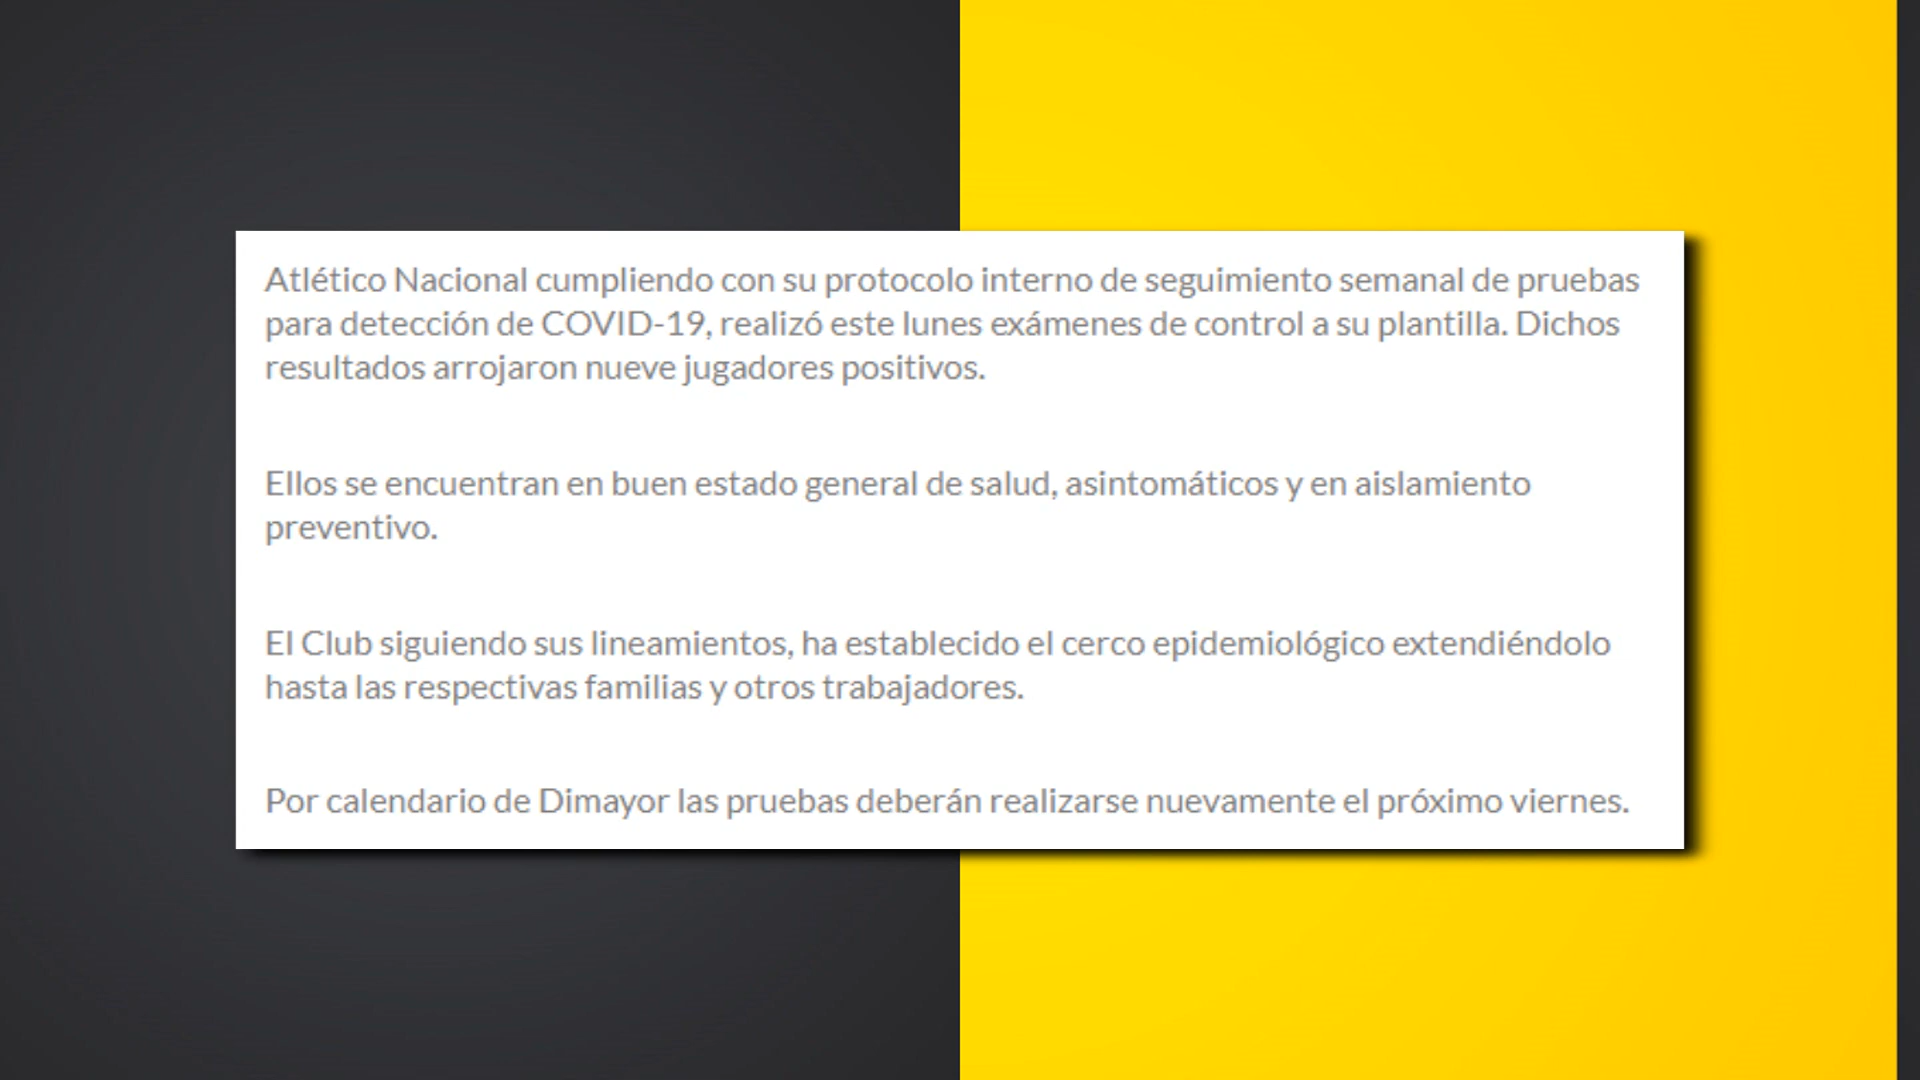 Atlético Nacional cumpliendo con su protocolo interno de seguimiento semanal de pruebas
para detección de COVID-19, realizó este lunes exámenes de control a su plantilla. Dichos
resultados arrojaron nueve jugadores positivos.
Ellos se encuentran en buen estado general de salud, asintomáticos y en aislamiento
preventivo.
El Club siguiendo sus lineamientos, ha establecido el cerco epidemiológico extendiéndolo
hasta las respectivas familias y otros trabajadores.
Por calendario de Dimayor las pruebas deberán realizarse nuevamente el próximo viernes.